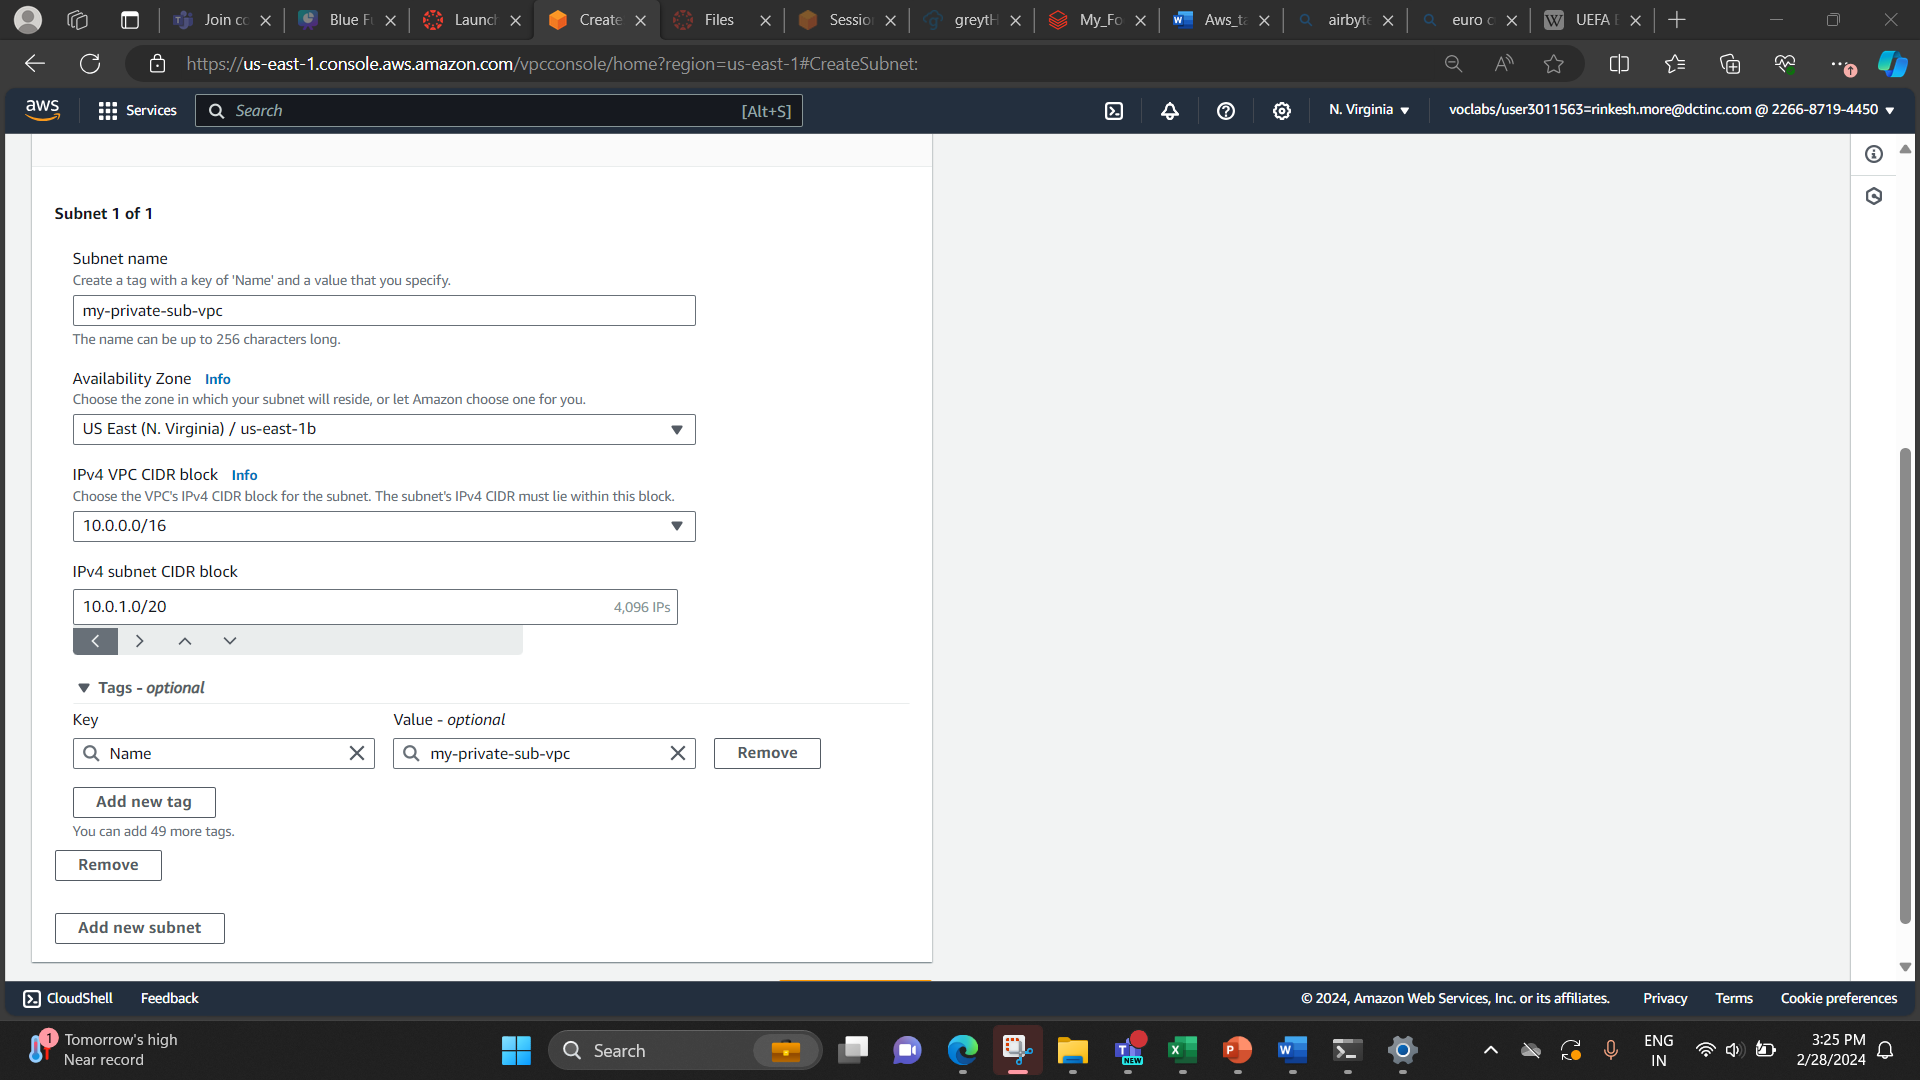 Join co
Blue Fu
Launch
Create
Files
Session
greytH
My_Fo
Aws_ta
airbyte
euro c
UEFA E
https://us-east-1.console.aws.amazon.com/vpcconsole/home?region=us-east-1#CreateSubnet:
aws
Services
Search
[Alt+S]
N. Virginia
voclabs/user3011563=rinkesh.more@dctinc.com @ 2266-8719-4450
Subnet 1 of 1
Subnet name
Create a tag with a key of 'Name' and a value that you specify.
my-private-sub-vpc
The name can be up to 256 characters long.
Availability Zone Info
Choose the zone in which your subnet will reside, or let Amazon choose one for you.
US East (N. Virginia) / us-east-1b
IPv4 VPC CIDR block Info
Choose the VPC's IPv4 CIDR block for the subnet. The subnet's IPv4 CIDR must lie within this block.
10.0.0.0/16
IPv4 subnet CIDR block
10.0.1.0/20
4,096 IPs
Tags - optional
Key
Value - optional
Name
my-private-sub-vpc
Remove
Add new tag
You can add 49 more tags.
Remove
Add new subnet
CloudShell
Feedback
© 2024, Amazon Web Services, Inc. or its affiliates.
Privacy
Terms
Cookie preferences
1
Tomorrow's high
Near record
Search
NEW
ENG
IN
3:25 PM
2/28/2024